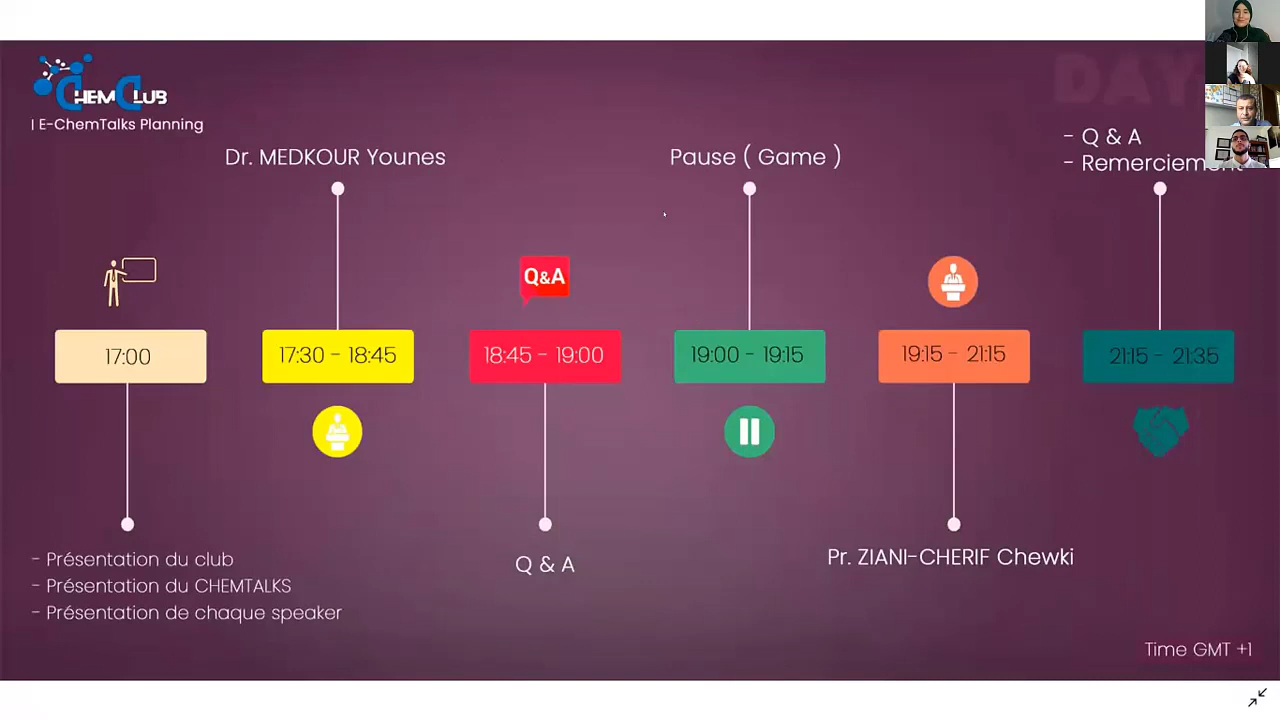 CHEMCLUB
| E-ChemTalks Planning
DAY
Dr. MEDKOUR Younes
Pause ( Game )
- Q & A
- Remerciement
Q&A
17:00
17:30 - 18:45
18:45 - 19:00
19:00 - 19:15
19:15 - 21:15
21:15 - 21:35
- Présentation du club
- Présentation du CHEMTALKS
- Présentation de chaque speaker
Q & A
Pr. ZIANI-CHERIF Chewki
Time GMT +1